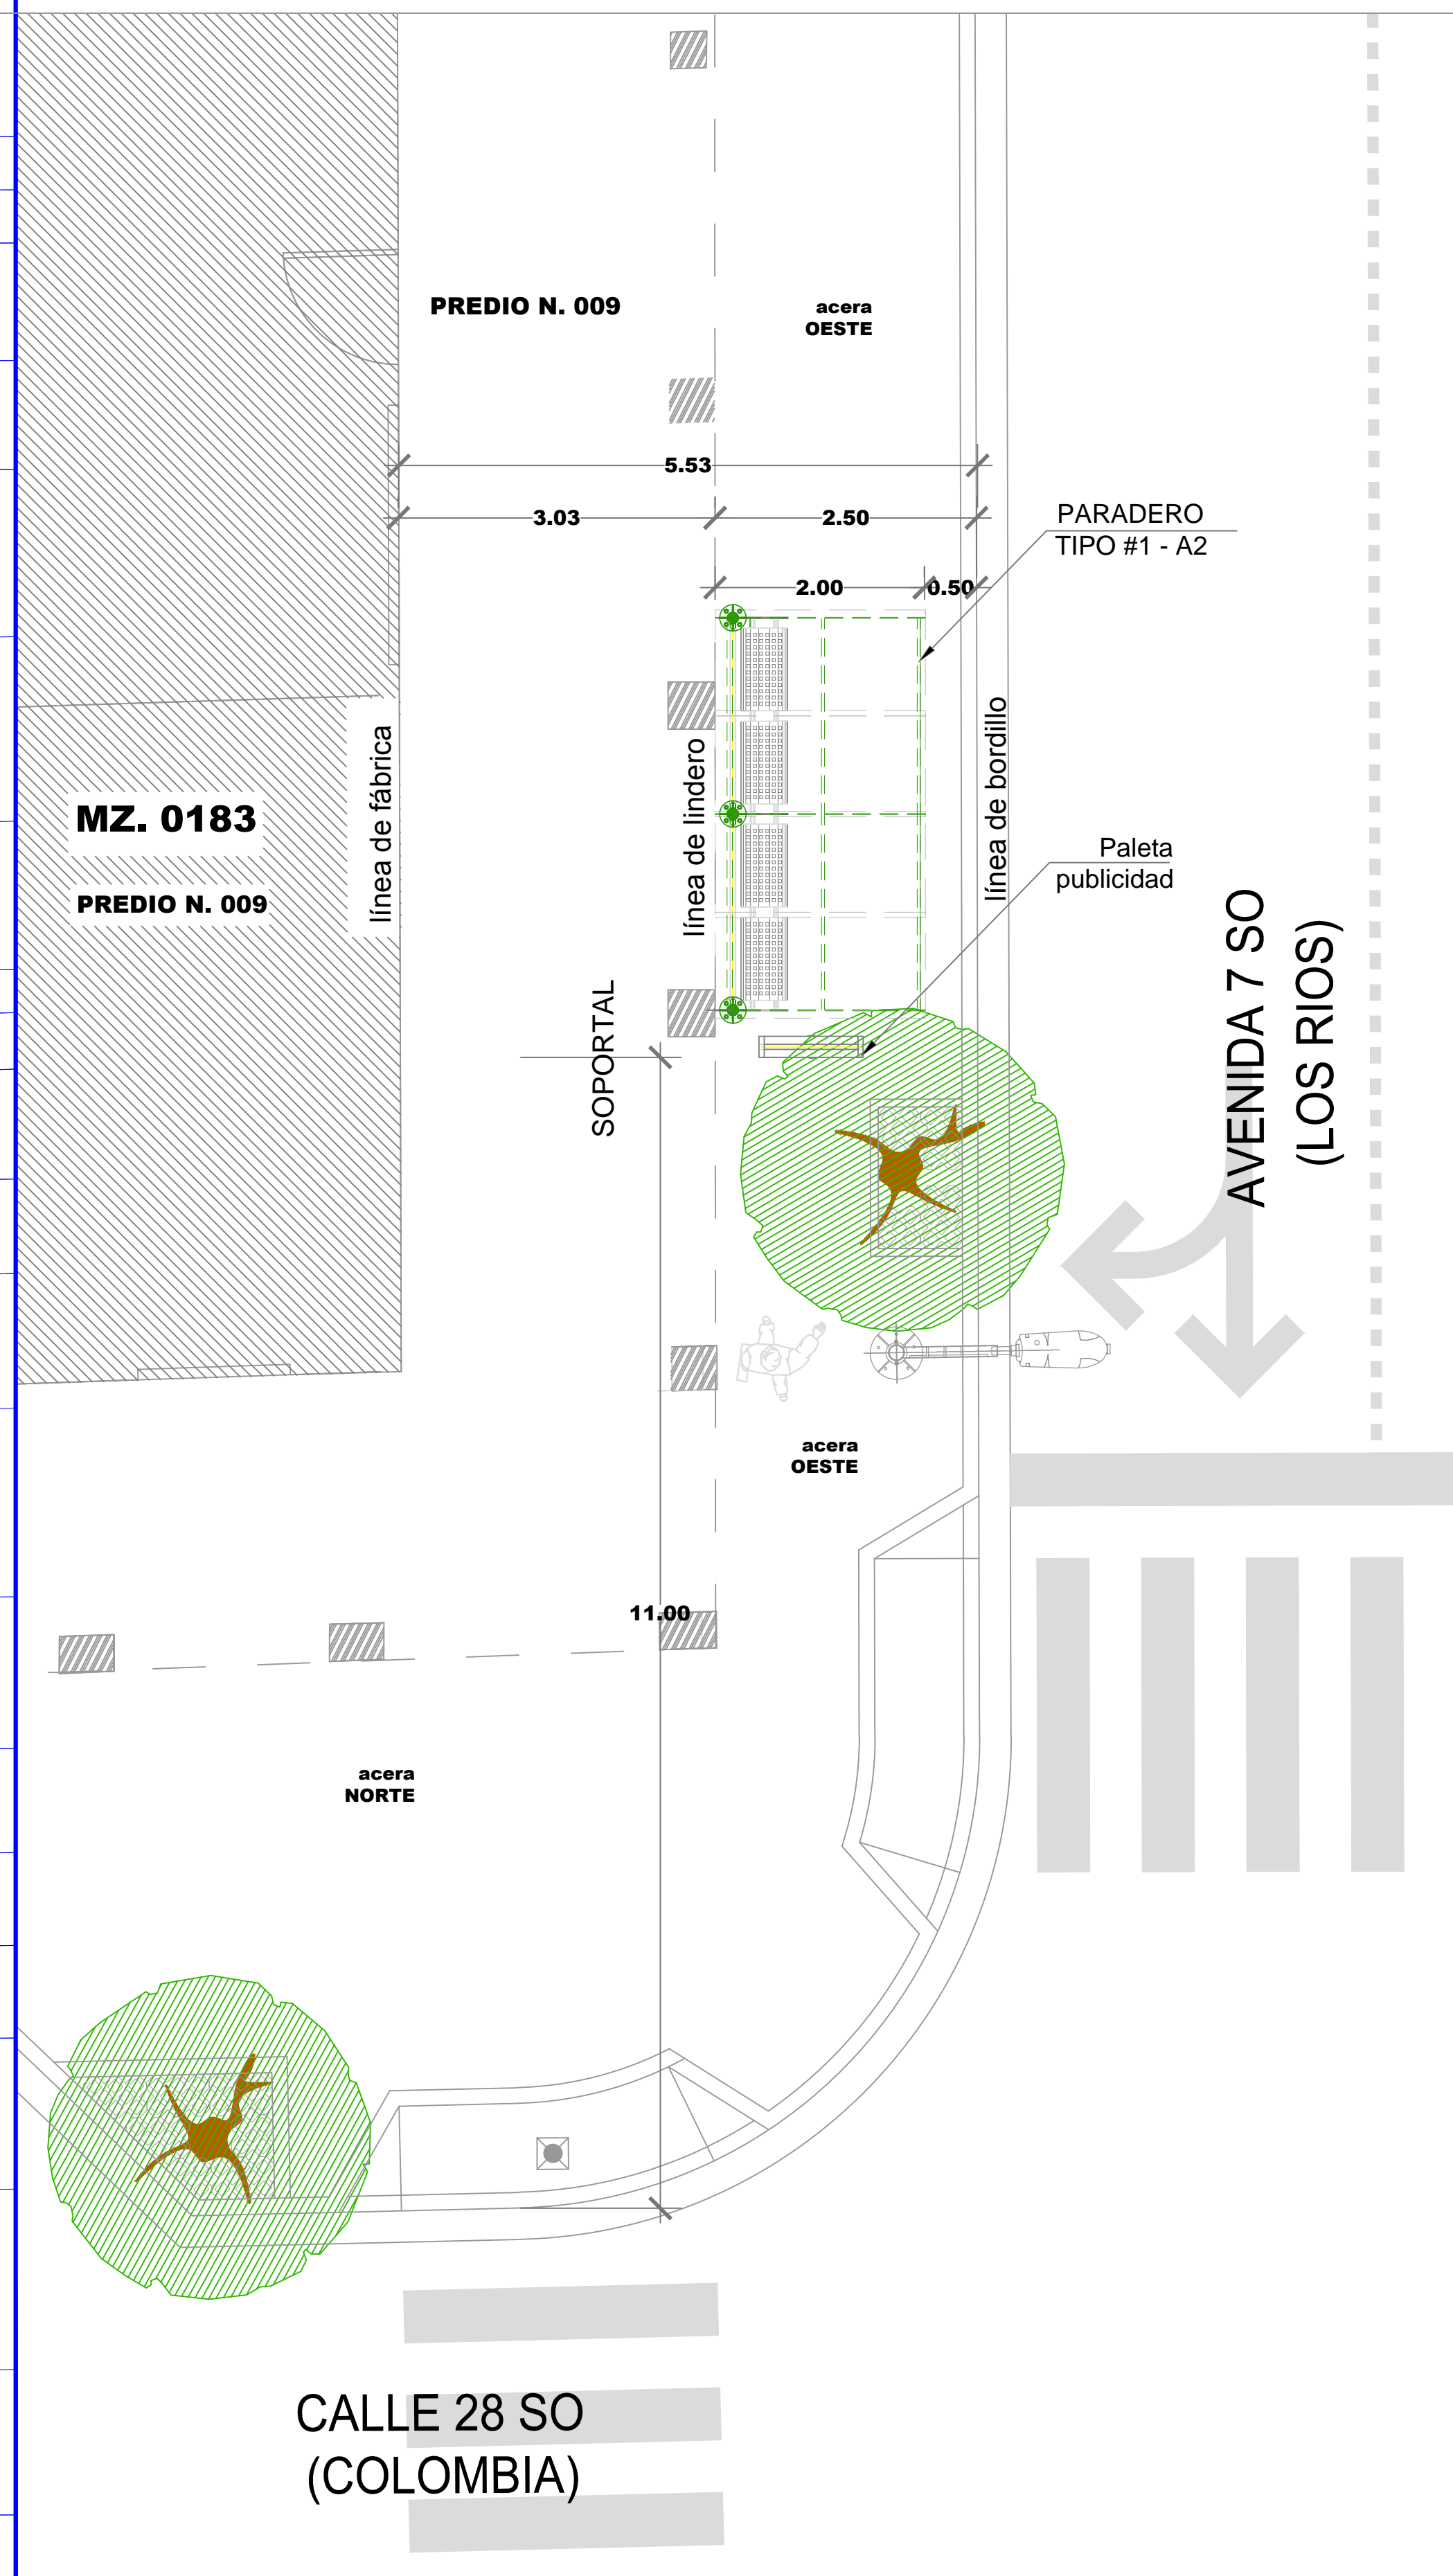 PREDIO N. 009
acera
OESTE
5.53
3.03
2.50
PARADERO
TIPO #1 - A2
2.00
0.50
línea de fábrica
línea de lindero
línea de bordillo
MZ. 0183
PREDIO N. 009
Paleta
publicidad
AVENIDA 7 SO
(LOS RIOS)
SOPORTAL
acera
OESTE
11.00
acera
NORTE
CALLE 28 SO
(COLOMBIA)